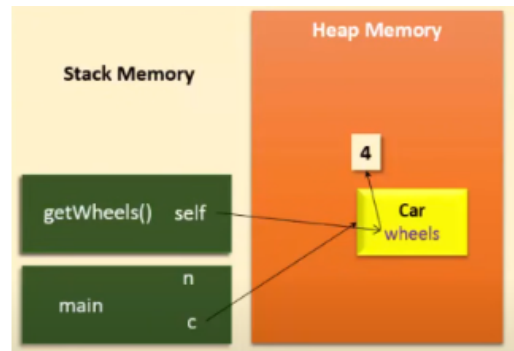 Heap Memory
Stack Memory
4
getWheels() self
Car
wheels
n
main
c